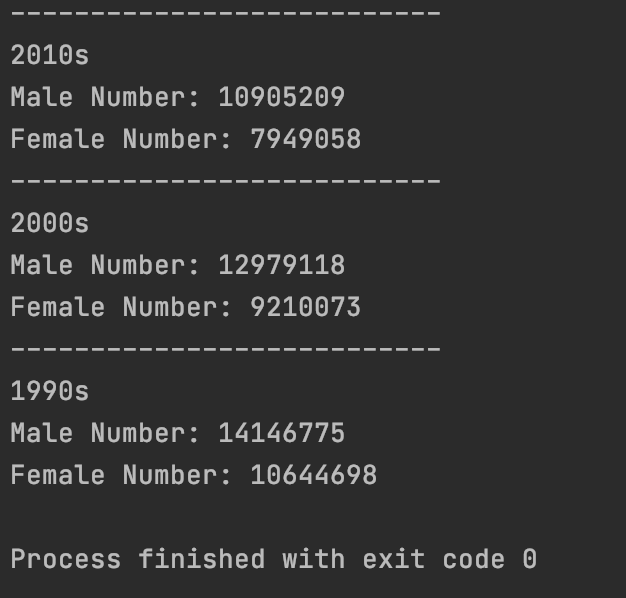 ---------------------------
2010s
Male Number: 10905209
Female Number: 7949058
---------------------------
2000s
Male Number: 12979118
Female Number: 9210073
---------------------------
1990s
Male Number: 14146775
Female Number: 10644698
Process finished with exit code 0